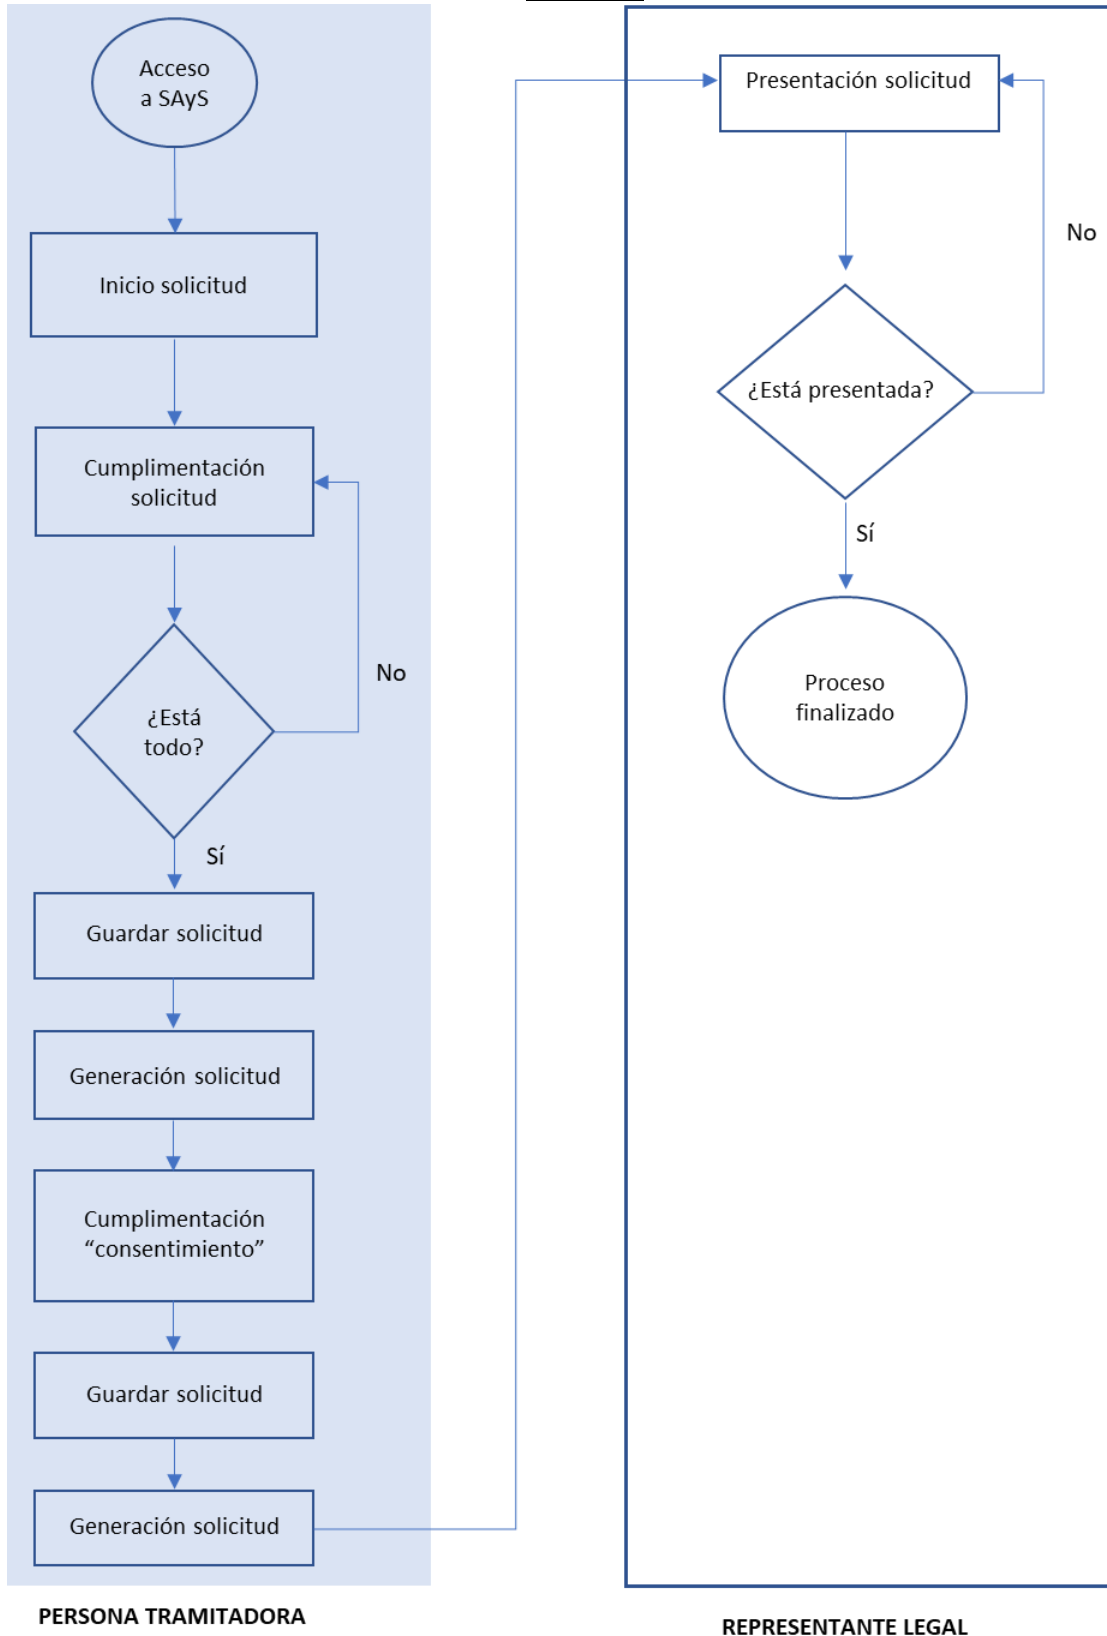 Acceso
a SAyS
Inicio solicitud
Cumplimentación
solicitud
No
¿Está
todo?
Sí
Guardar solicitud
Generación solicitud
Cumplimentación
“consentimiento”
Guardar solicitud
Generación solicitud
PERSONA TRAMITADORA
Presentación solicitud
No
¿Está presentada?
Sí
Proceso
finalizado
REPRESENTANTE LEGAL